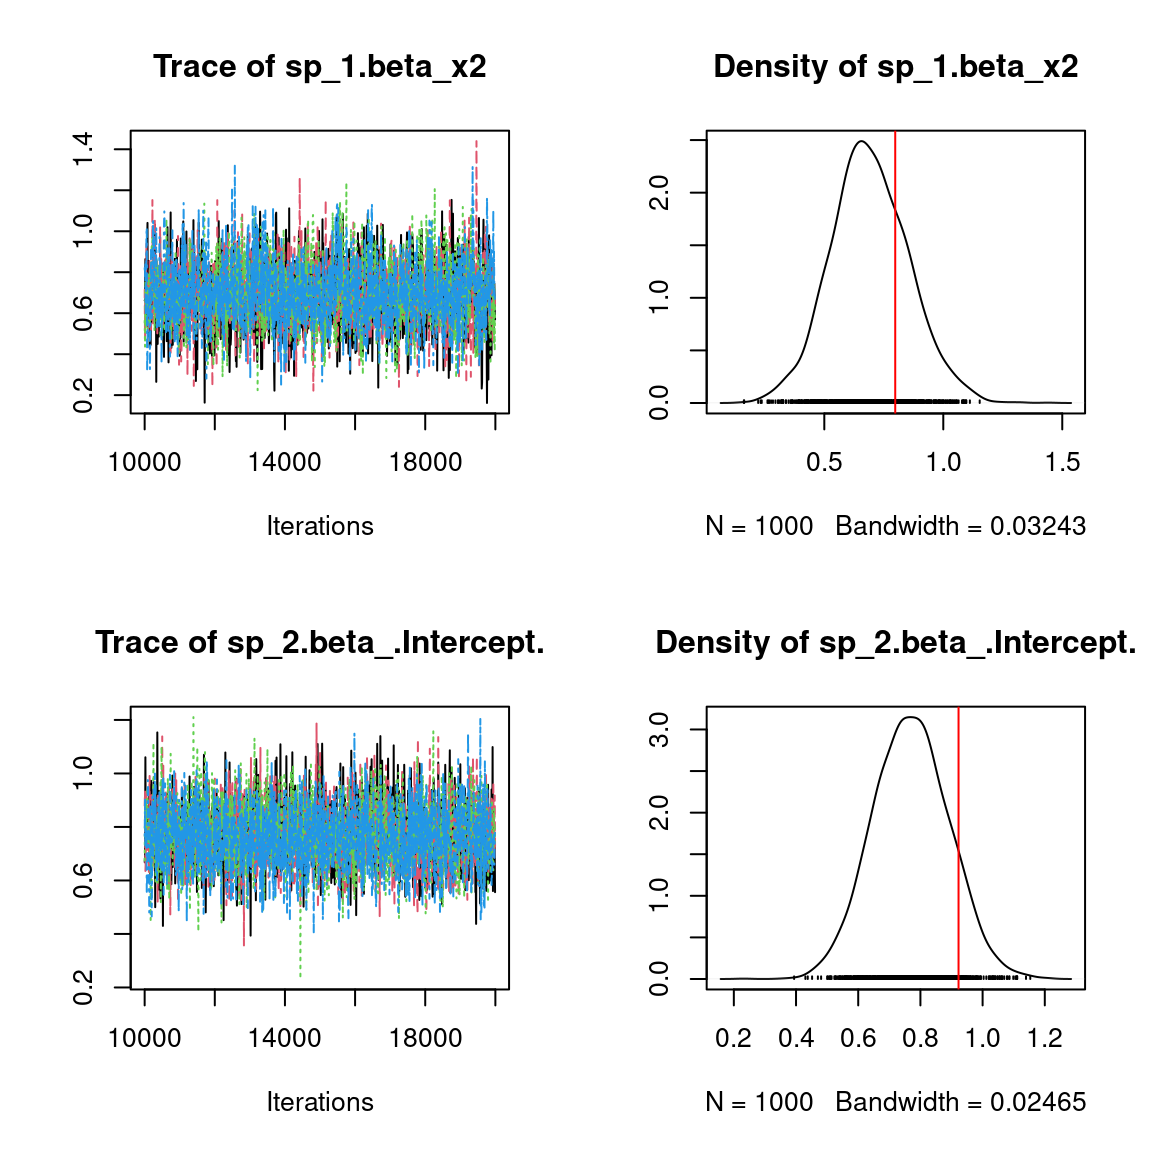 Trace of sp_1.beta_x2
0.2 0.6 1.0 1.4
10000 14000 18000
Iterations
Density of sp_1.beta_x2
0.0 1.0 2.0
0.5 1.0 1.5
N = 1000 Bandwidth = 0.03243
Trace of sp_2.beta_.Intercept.
0.2 0.6 1.0
10000 14000 18000
Iterations
Density of sp_2.beta_.Intercept.
0.0 1.0 2.0 3.0
0.2 0.4 0.6 0.8 1.0 1.2
N = 1000 Bandwidth = 0.02465